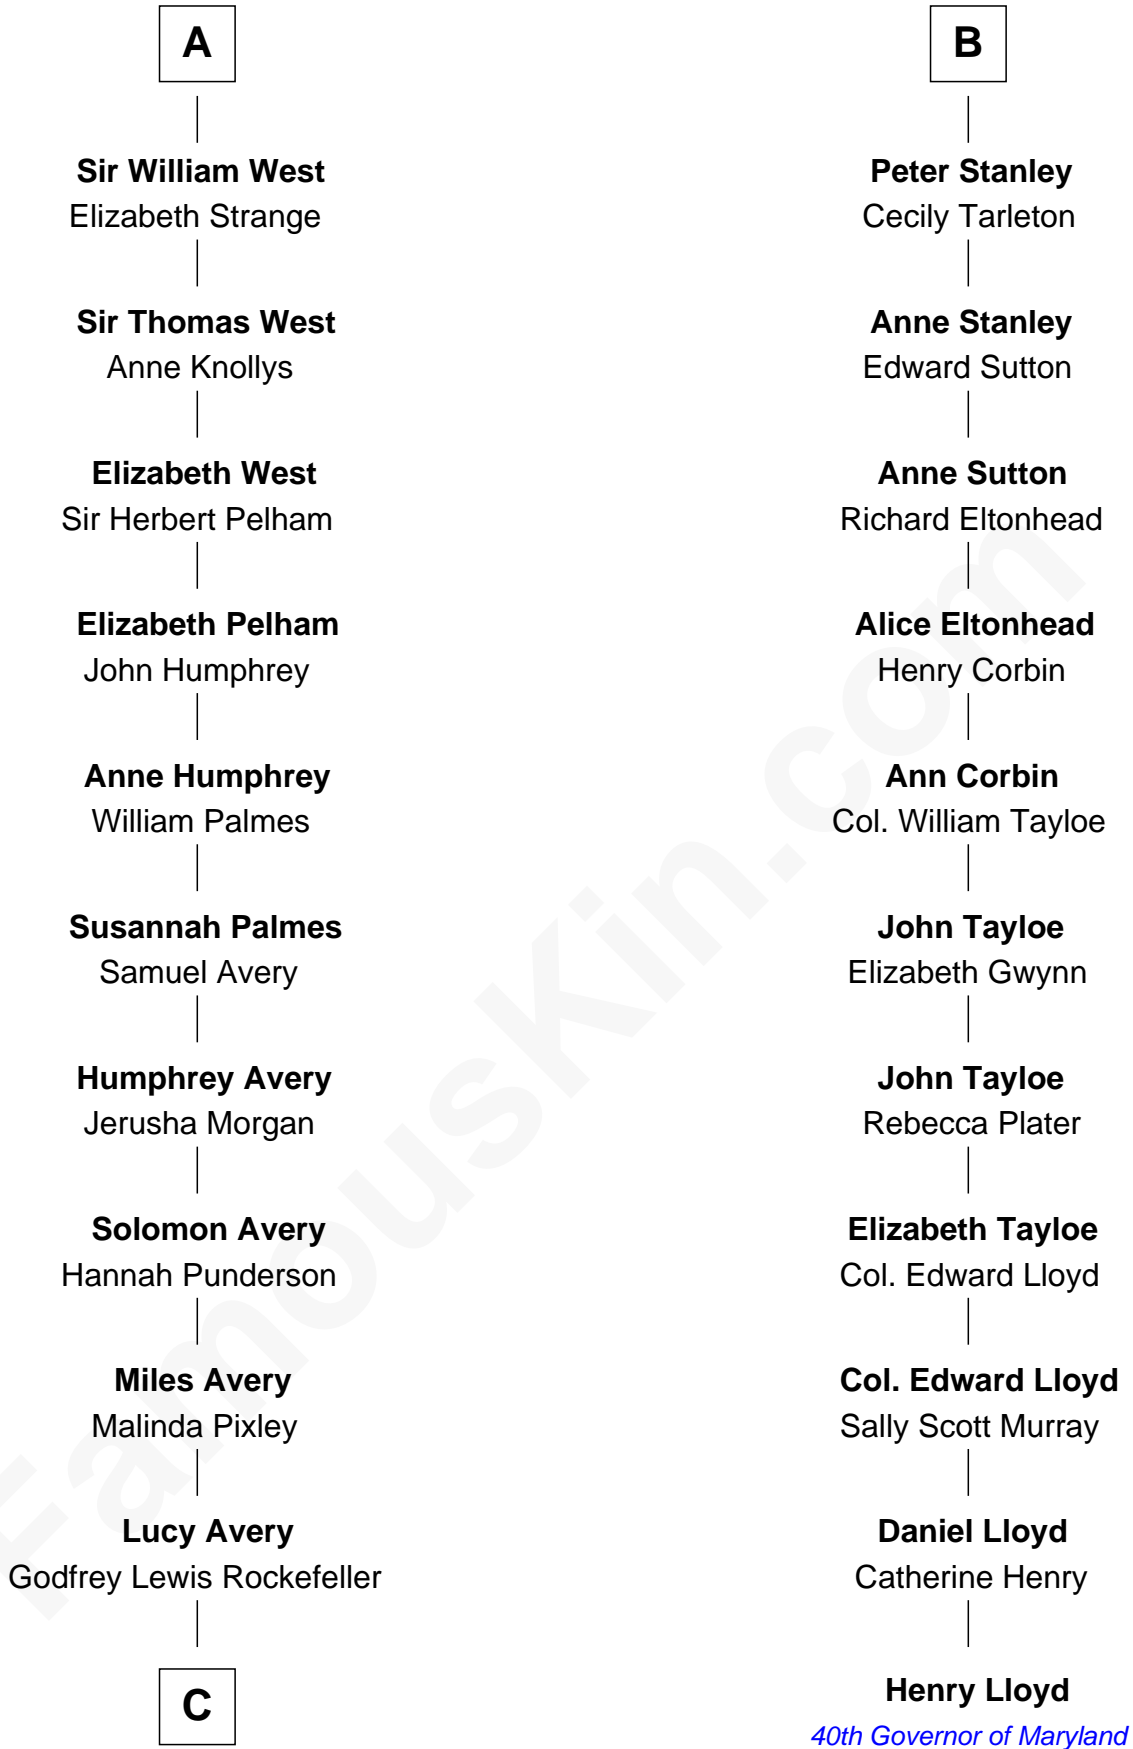 A
Sir William West
Elizabeth Strange
Sir Thomas West
Anne Knollys
Elizabeth West
Sir Herbert Pelham
Elizabeth Pelham
John Humphrey
Anne Humphrey
William Palmes
Susannah Palmes
Samuel Avery
Humphrey Avery
Jerusha Morgan
Solomon Avery
Hannah Punderson
Miles Avery
Malinda Pixley
Lucy Avery
Godfrey Lewis Rockefeller
C
B
Peter Stanley
Cecily Tarleton
Anne Stanley
Edward Sutton
Anne Sutton
Richard Eltonhead
Alice Eltonhead
Henry Corbin
Ann Corbin
Col. William Tayloe
John Tayloe
Elizabeth Gwynn
John Tayloe
Rebecca Plater
Elizabeth Tayloe
Col. Edward Lloyd
Col. Edward Lloyd
Sally Scott Murray
Daniel Lloyd
Catherine Henry
Henry Lloyd
40th Governor of Maryland
FamousKin.com